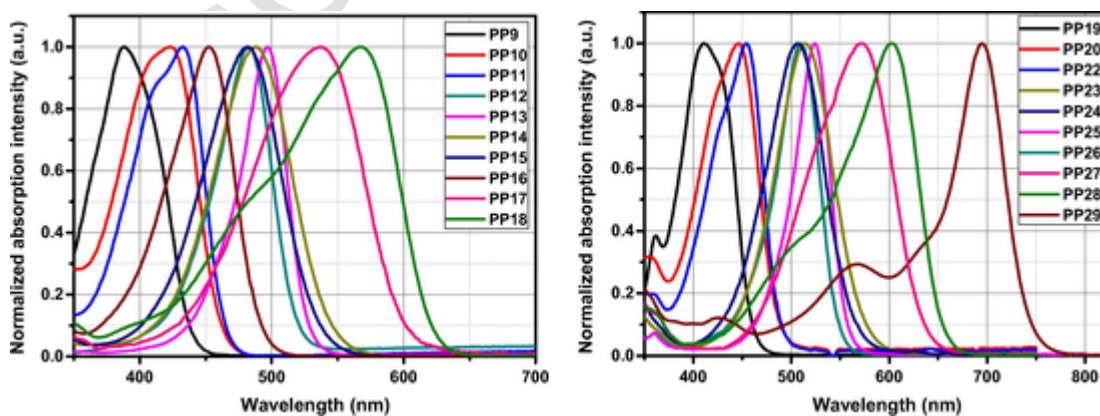 Normalized absorption intensity (a.u.)
1.0
0.8
0.6
0.4
0.2
0.0
400
500
600
700
Wavelength (nm)
PP9
PP10
PP11
PP12
PP13
PP14
PP15
PP16
PP17
PP18
Normalized absorption intensity (a.u.)
1.0
0.8
0.6
0.4
0.2
0.0
400
500
600
700
800
Wavelength (nm)
PP19
PP20
PP22
PP23
PP24
PP25
PP26
PP27
PP28
PP29